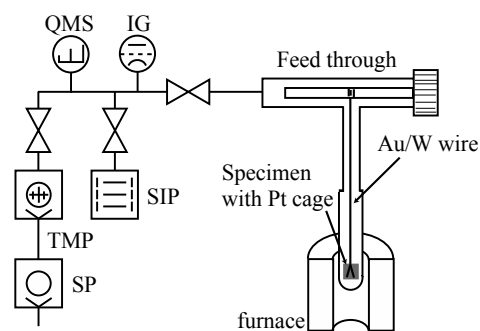 QMS
IG
Feed through
Au/W wire
Specimen
with Pt cage
SIP
TMP
SP
furnace